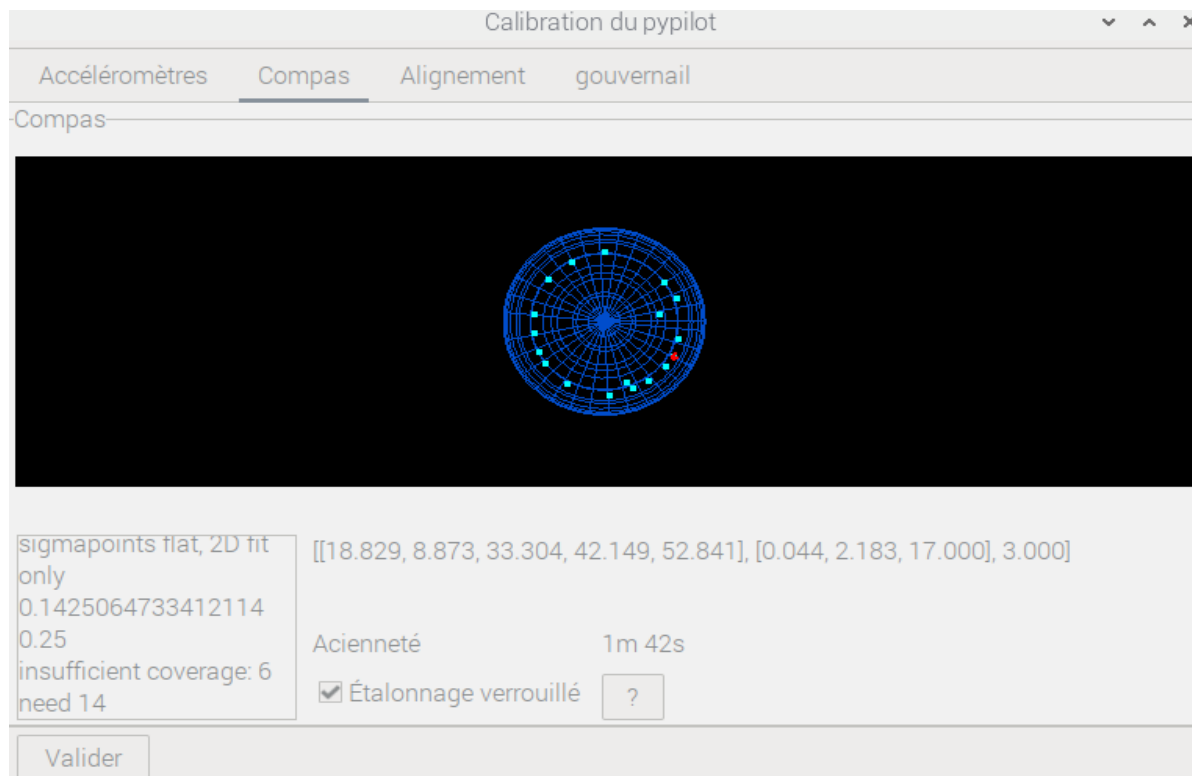 Calibration du pypilot
Accéléromètres Compas Alignement gouvernail
Compas
sigmapoints flat, 2D fit
only
0.1425064733412114
0.25
insufficient coverage: 6
need 14
[[18.829, 8.873, 33.304, 42.149, 52.841], [0.044, 2.183, 17.000], 3.000]
Acienneté 1m 42s
Étalonnage verrouillé ?
Valider